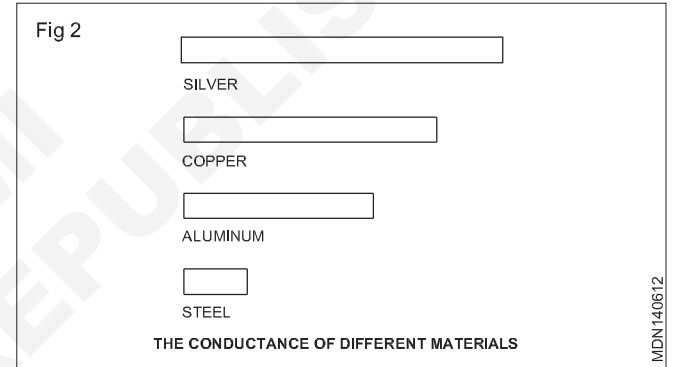 Fig 2
SILVER
COPPER
ALUMINUM
STEEL
THE CONDUCTANCE OF DIFFERENT MATERIALS
MDN140612